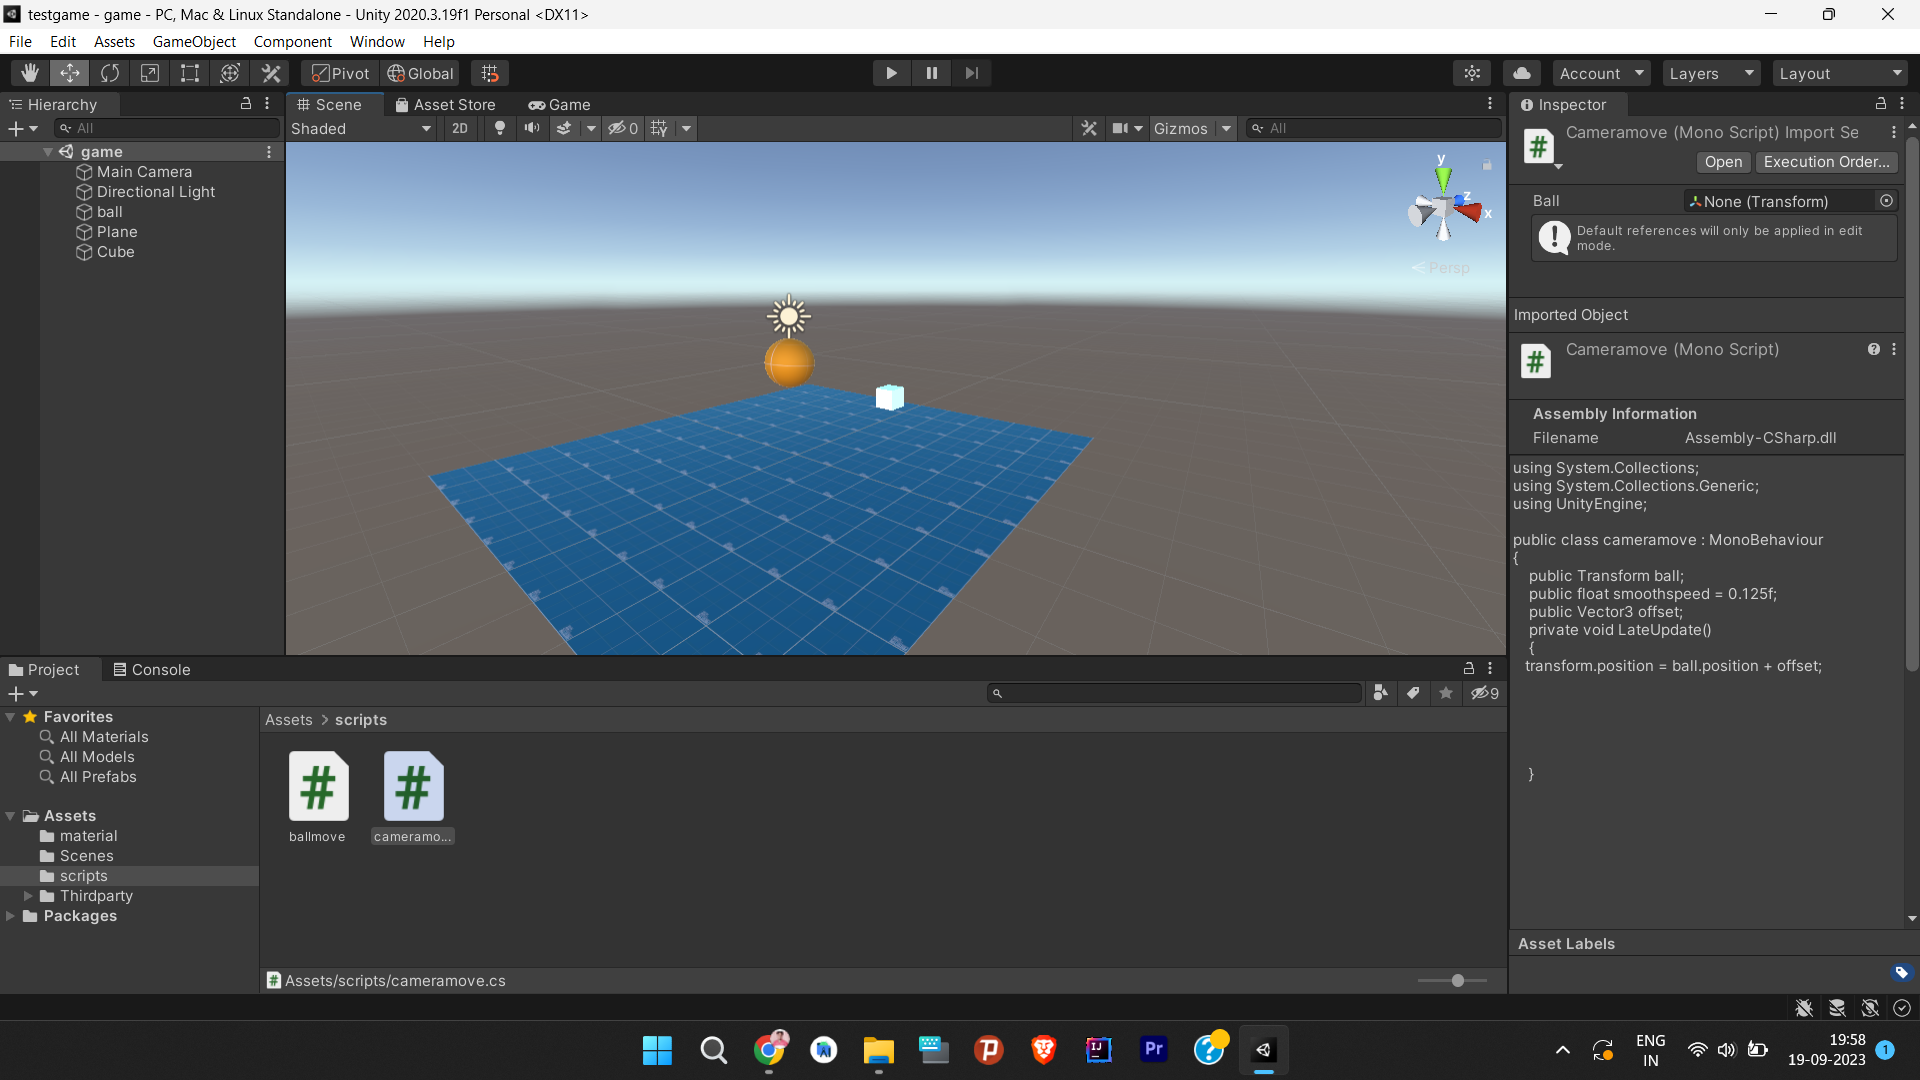 testgame - game - PC, Mac & Linux Standalone - Unity 2020.3.19f1 Personal <DX11>
File Edit Assets GameObject Component Window Help
Pivot Global Account Layers Layout
Hierarchy
All
game
Main Camera
Directional Light
ball
Plane
Cube
Scene Asset Store Game
Shaded 2D 0 Gizmos All
y
z
x
Persp
Inspector
Cameramove (Mono Script) Import Se
Open Execution Order...
Ball None (Transform)
Default references will only be applied in edit
mode.
Imported Object
Cameramove (Mono Script)
Assembly Information
Filename Assembly-CSharp.dll
using System.Collections;
using System.Collections.Generic;
using UnityEngine;
public class cameramove : MonoBehaviour
{
public Transform ball;
public float smoothspeed = 0.125f;
public Vector3 offset;
private void LateUpdate()
{
transform.position = ball.position + offset;
}
Asset Labels
Project Console
9
Favorites
All Materials
All Models
All Prefabs
Assets
material
Scenes
scripts
Thirdparty
Packages
Assets > scripts
ballmove cameramo...
Assets/scripts/cameramove.cs
Pr
ENG
IN
19:58
19-09-2023
1